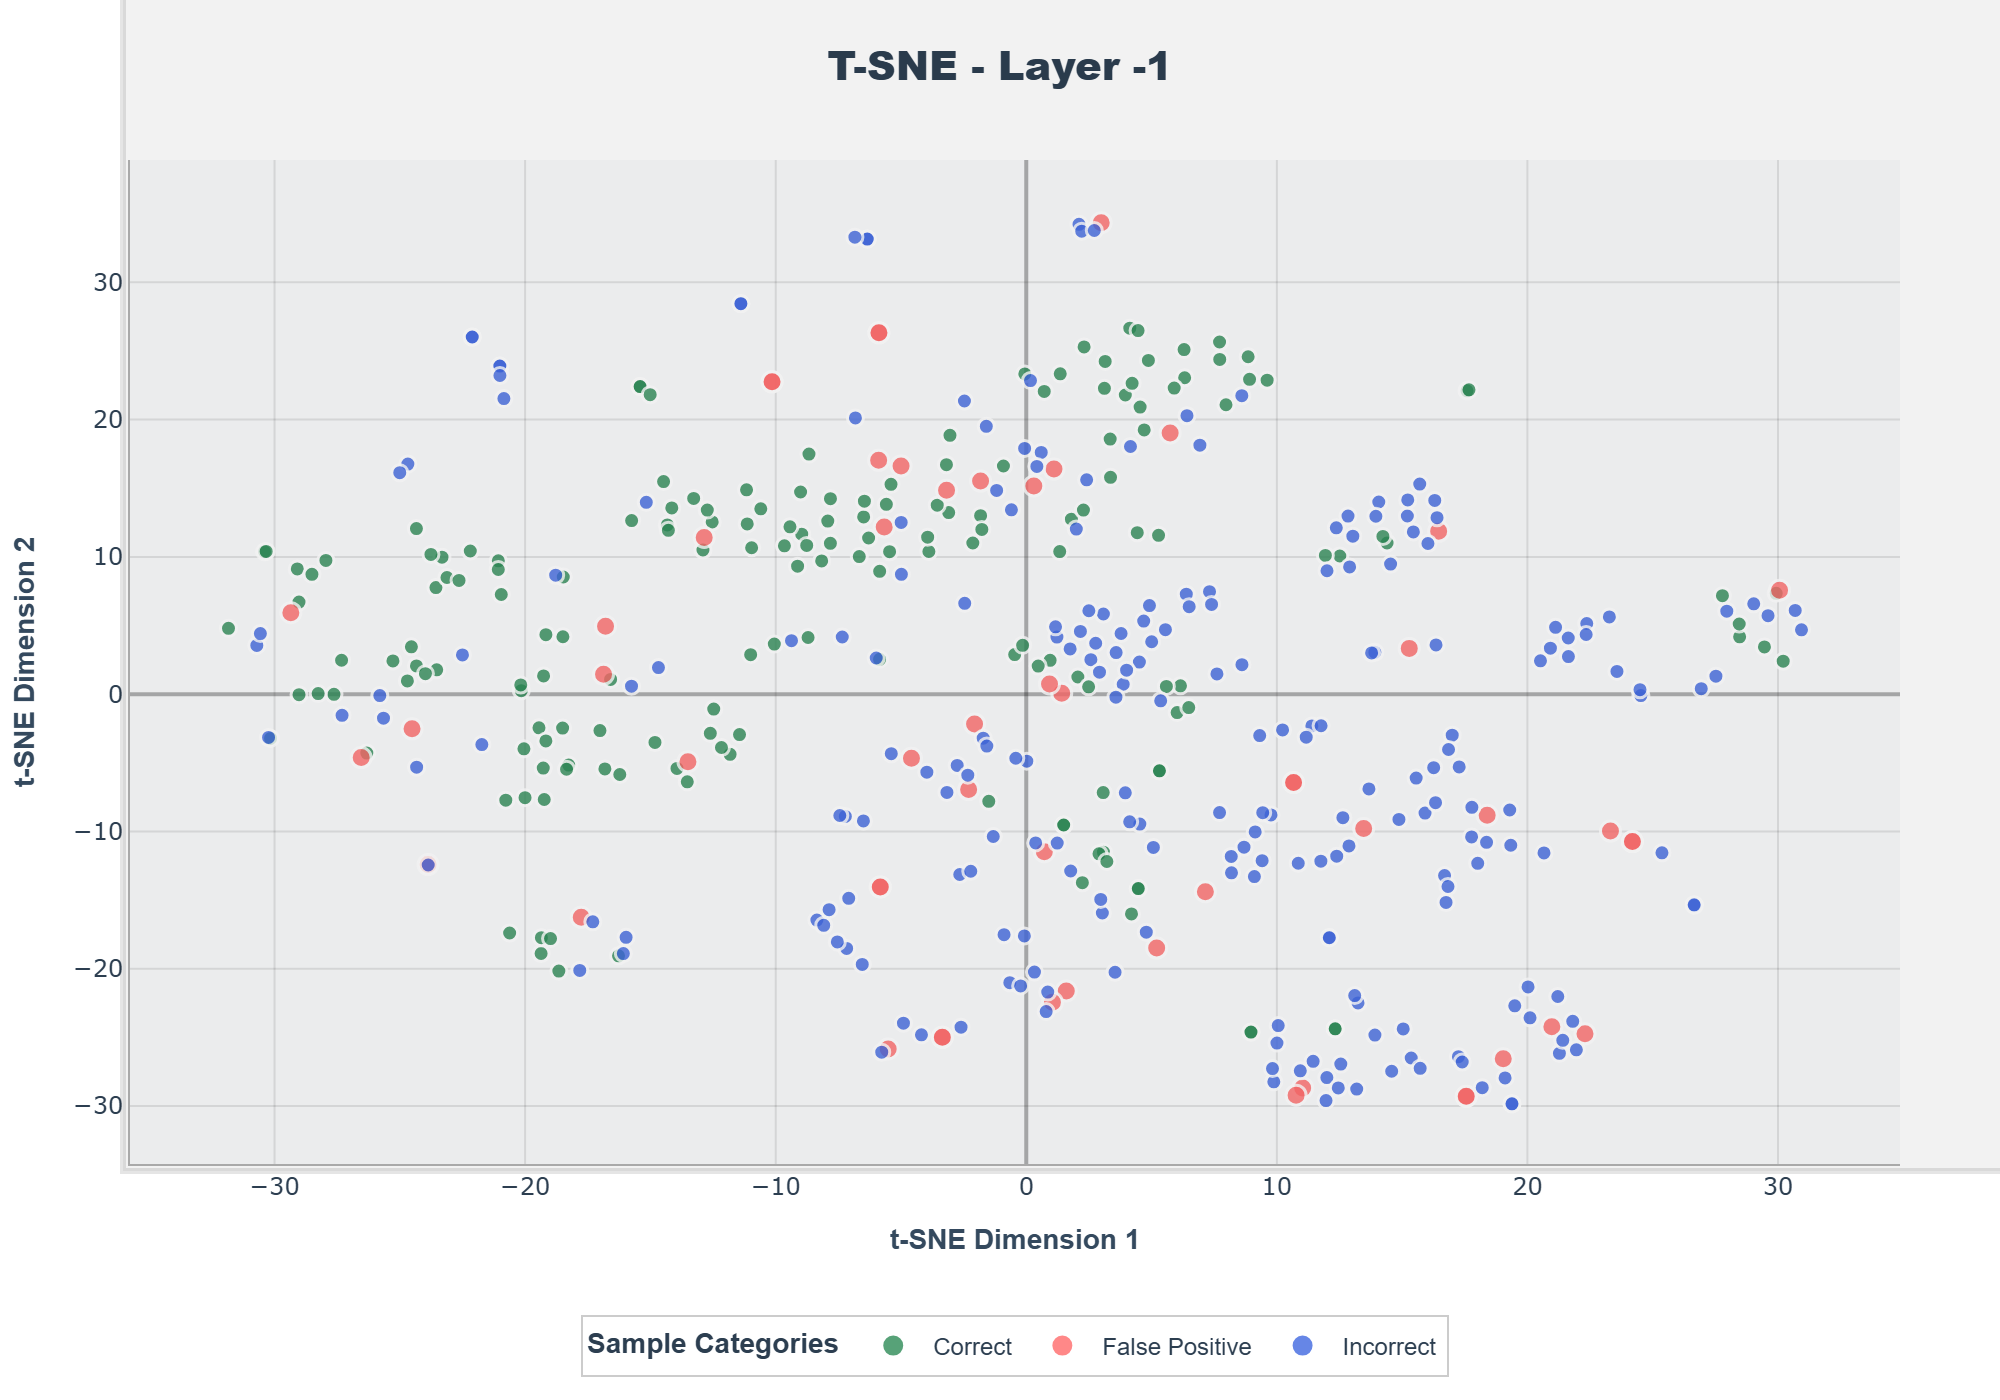 T-SNE - Layer -1
t-SNE Dimension 2
30
20
10
0
−10
−20
−30
−30
−20
−10
0
10
20
30
t-SNE Dimension 1
Sample Categories
Correct
False Positive
Incorrect